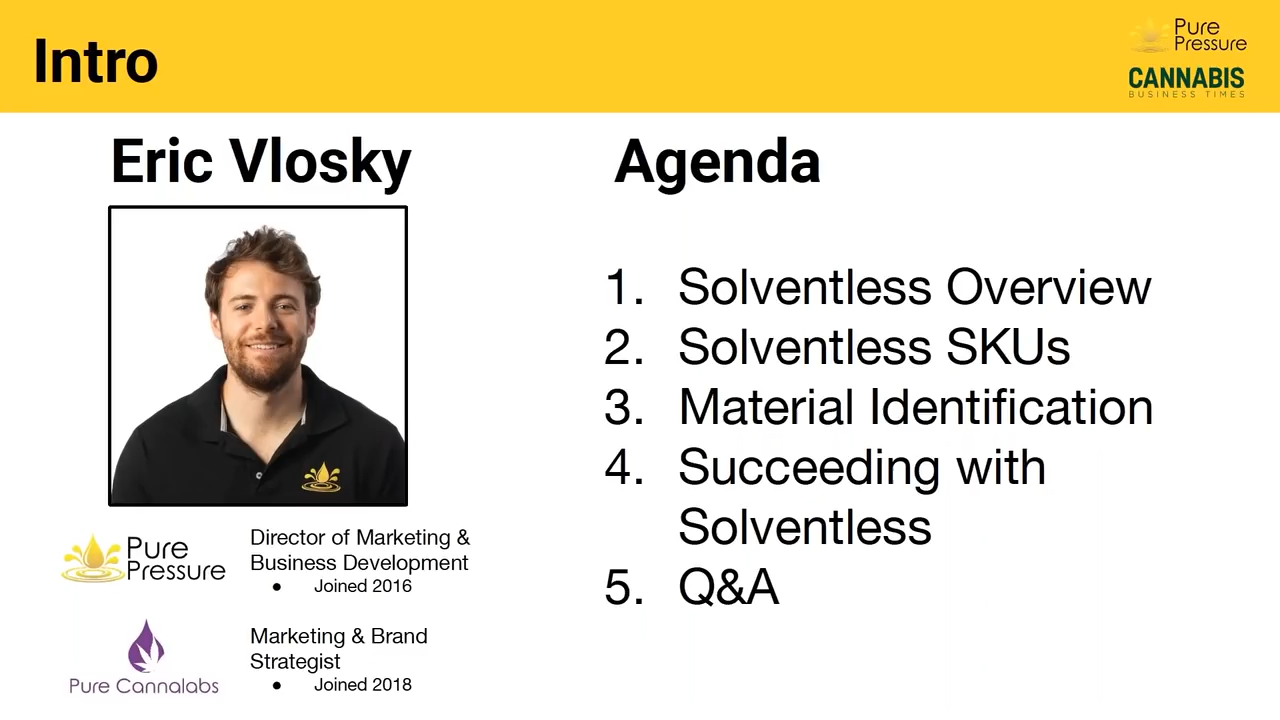 Intro
Pure
Pressure
CANNABIS
BUSINESS TIMES
Eric Vlosky
Pure
Pressure
Director of Marketing &
Business Development
● Joined 2016
Pure Cannalabs
Marketing & Brand
Strategist
● Joined 2018
Agenda
1. Solventless Overview
2. Solventless SKUs
3. Material Identification
4. Succeeding with
Solventless
5. Q&A